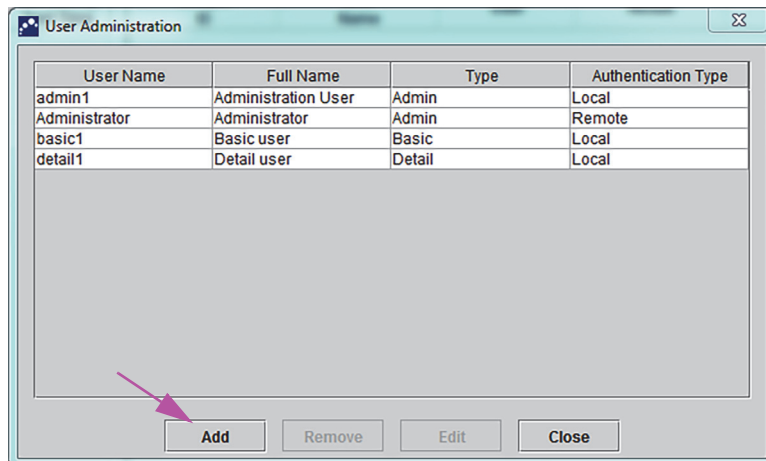 User Administration
User Name Full Name Type Authentication Type
admin1 Administration User Admin Local
Administrator Administrator Admin Remote
basic1 Basic user Basic Local
detail1 Detail user Detail Local
Add Remove Edit Close